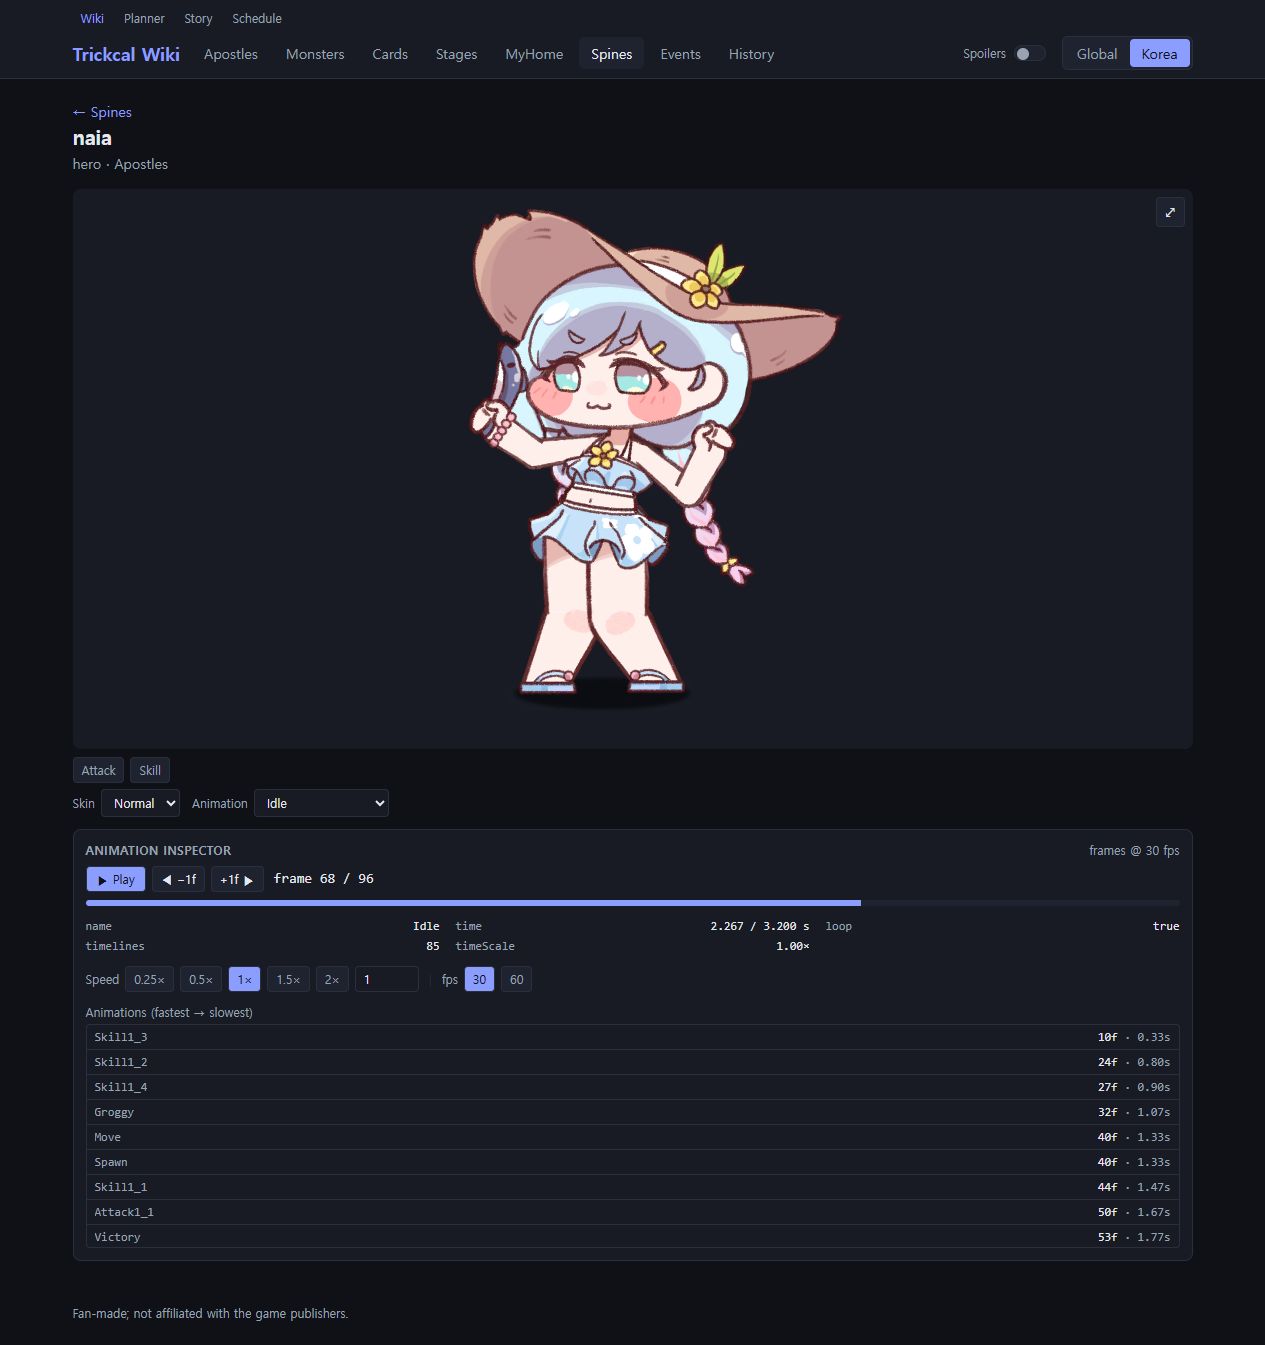 Wiki Planner Story Schedule
Trickcal Wiki Apostles Monsters Cards Stages MyHome Spines Events History Spoilers Global Korea
← Spines
naia
hero · Apostles
⤢
Attack Skill
Skin Normal Animation Idle
ANIMATION INSPECTOR frames @ 30 fps
▶ Play ◀ −1f +1f ▶ frame 68 / 96
name Idle time 2.267 / 3.200 s loop true
timelines 85 timeScale 1.00×
Speed 0.25× 0.5× 1× 1.5× 2× 1 fps 30 60
Animations (fastest → slowest)
Skill1_3 10f · 0.33s
Skill1_2 24f · 0.80s
Skill1_4 27f · 0.90s
Groggy 32f · 1.07s
Move 40f · 1.33s
Spawn 40f · 1.33s
Skill1_1 44f · 1.47s
Attack1_1 50f · 1.67s
Victory 53f · 1.77s
Fan-made; not affiliated with the game publishers.